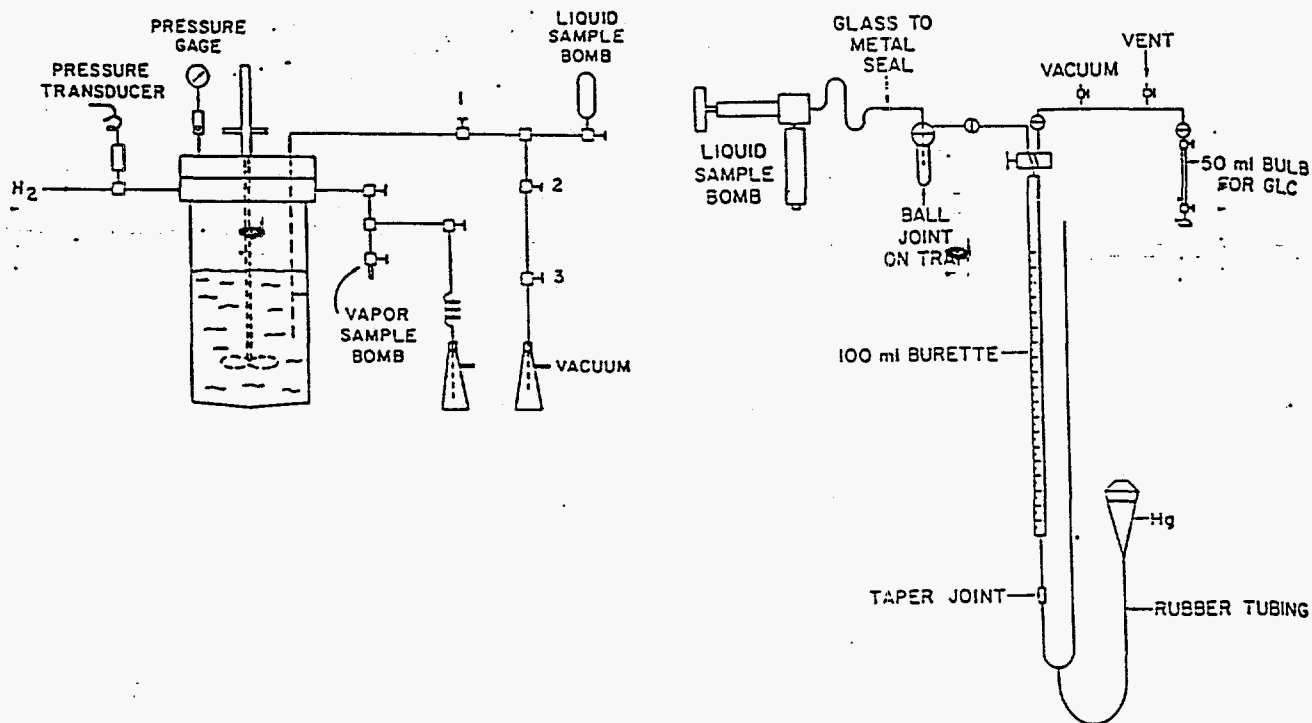 PRESSURE
GAGE
PRESSURE
TRANSDUCER
LIQUID
SAMPLE
BOMB
1
H2
2
3
VAPOR
SAMPLE
BOMB
VACUUM
GLASS TO
METAL
SEAL
VENT
VACUUM
LIQUID
SAMPLE
BOMB
BALL
JOINT
ON TRAP
50 ml BULB
FOR GLC
100 ml BURETTE
Hg
TAPER JOINT
RUBBER TUBING